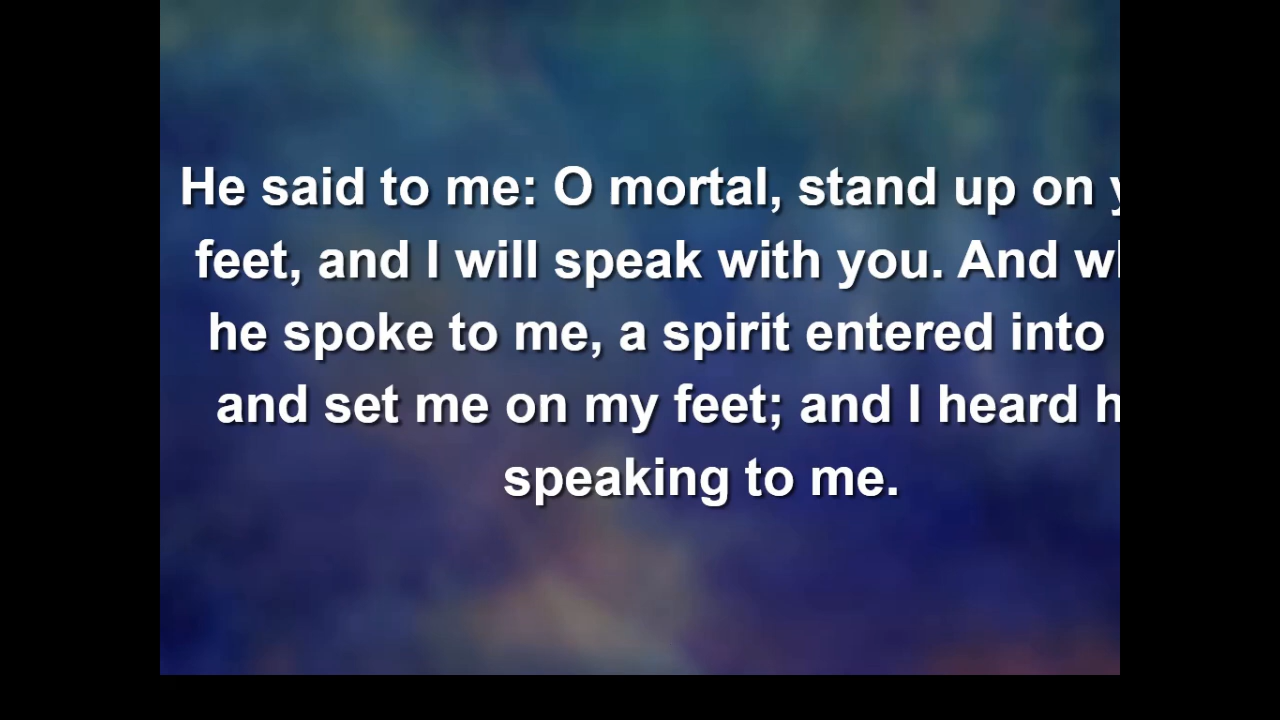 He said to me: O mortal, stand up on
feet, and I will speak with you. And
he spoke to me, a spirit entered into
and set me on my feet; and I heard
speaking to me.